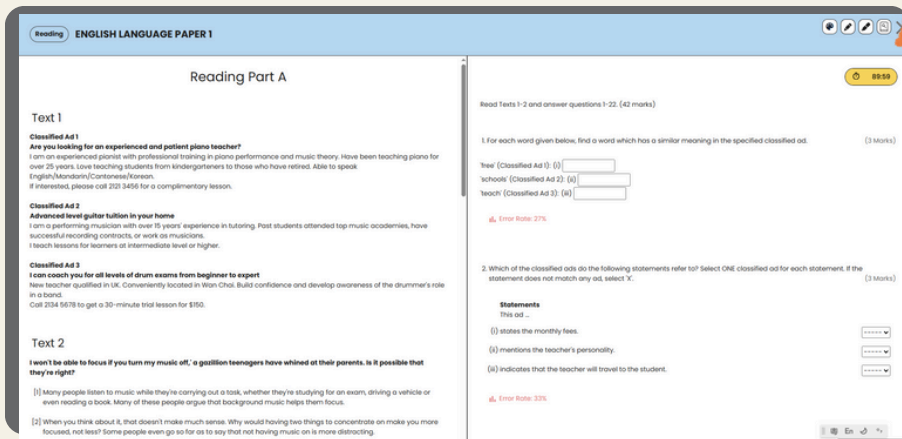 Reading
ENGLISH LANGUAGE PAPER 1
Reading Part A
Text 1
Classified Ad 1
Are you looking for an experienced and patient piano teacher?
I am an experienced pianist with professional training in piano performance and music theory. Have been teaching piano for
over 25 years. Love teaching students from kindergarteners to those who have retired. Able to speak
English/Mandarin/Cantonese/Korean.
If interested, please call 2121 3456 for a complimentary lesson.
Classified Ad 2
Advanced level guitar tuition in your home
I am a performing musician with over 15 years' experience in tutoring. Past students attended top music academies, have
successful recording contracts, or work as musicians.
I teach lessons for learners at intermediate level or higher.
Classified Ad 3
I can coach you for all levels of drum exams from beginner to expert
New teacher qualified in UK. Conveniently located in Wan Chai. Build confidence and develop awareness of the drummer's role
in a band.
Call 2134 5678 to get a 30-minute trial lesson for $150.
Text 2
I won't be able to focus if you turn my music off,' a gazillion teenagers have whined at their parents. Is it possible that
they're right?
[1] Many people listen to music while they're carrying out a task, whether they're studying for an exam, driving a vehicle or
even reading a book. Many of these people argue that background music helps them focus.
[2] When you think about it, that doesn't make much sense. Why would having two things to concentrate on make you more
focused, not less? Some people even go so far as to say that not having music on is more distracting.
89:59
Read Texts 1-2 and answer questions 1-22. (42 marks)
1. For each word given below, find a word which has a similar meaning in the specified classified ad. (3 Marks)
'free' (Classified Ad 1): (i)
'schools' (Classified Ad 2): (ii)
'teach' (Classified Ad 3): (iii)
Error Rate: 27%
2. Which of the classified ads do the following statements refer to? Select ONE classified ad for each statement. If the
statement does not match any ad, select 'X'. (3 Marks)
Statements
This ad ...
(i) states the monthly fees. -----
(ii) mentions the teacher's personality. -----
(iii) indicates that the teacher will travel to the student. -----
Error Rate: 33%
En